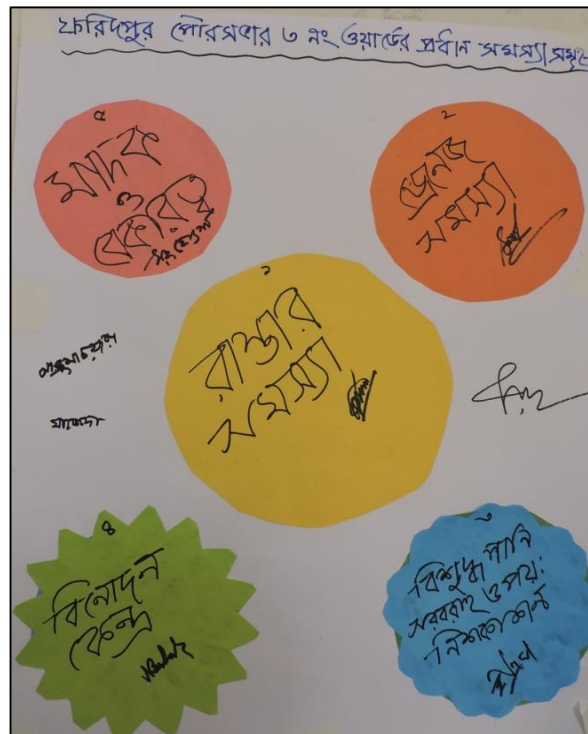 ফরিদপুর পৌরসভার ৩ নং ওয়ার্ডের প্রধান সমস্যা সমূহ
৫
মাদক
ও
বেকারত্ব
২
ড্রেনেজ
সমস্যা
১
রাস্তার
সমস্যা
৪
বিনোদন
কেন্দ্র
৩
বিশুদ্ধ পানি
সরবরাহ ও পয়:
নিষ্কাশন